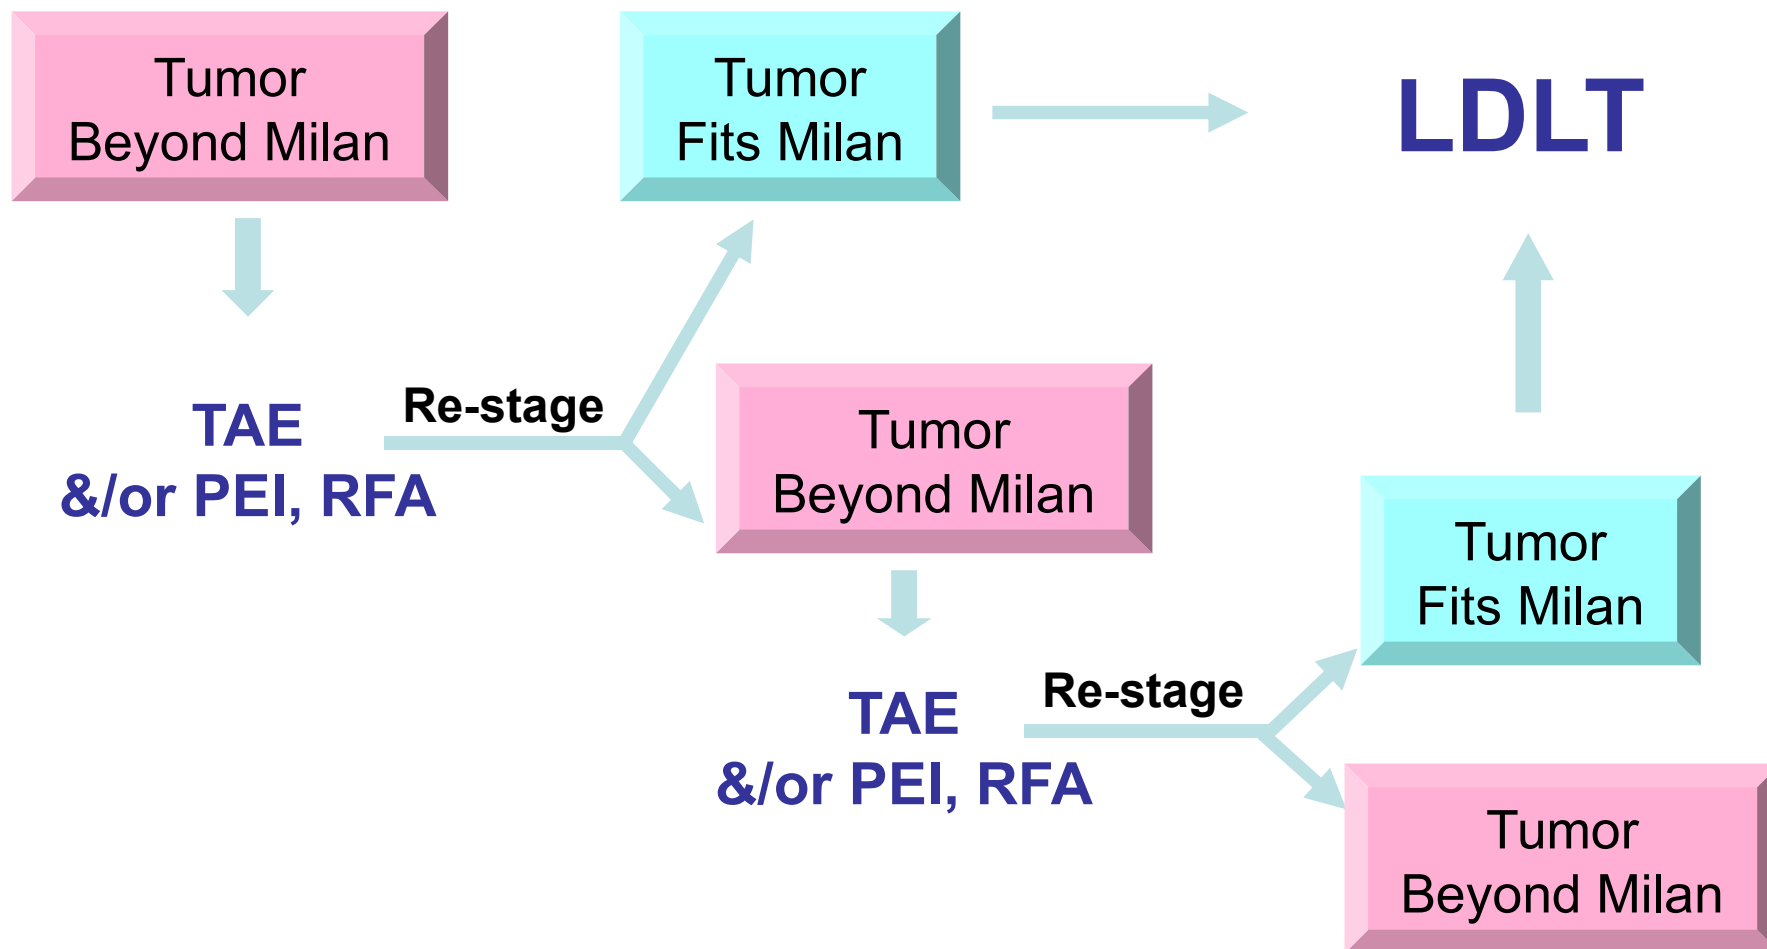 Tumor
Beyond Milan
Tumor
Fits Milan
LDLT
TAE
&/or PEI, RFA
Re-stage
Tumor
Beyond Milan
TAE
&/or PEI, RFA
Re-stage
Tumor
Fits Milan
Tumor
Beyond Milan